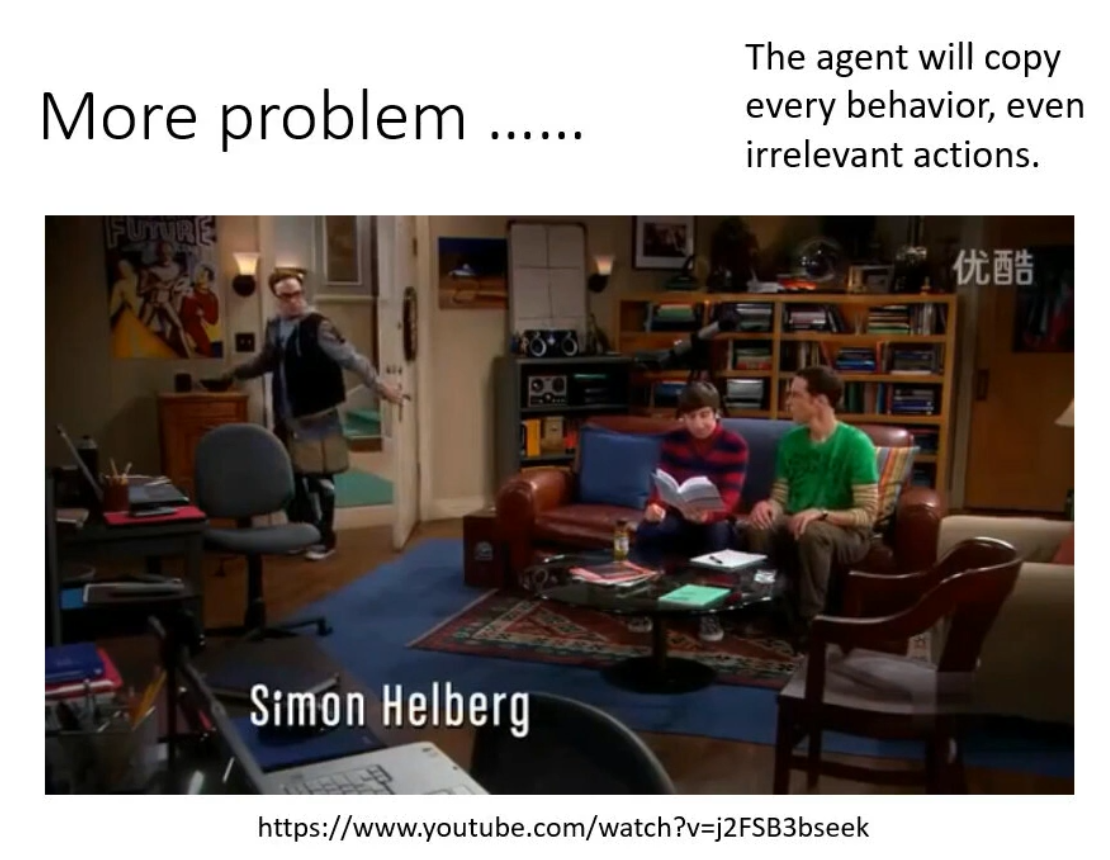 More problem ......
The agent will copy
every behavior, even
irrelevant actions.
FUTURE
优酷
Simon Helberg
https://www.youtube.com/watch?v=j2FSB3bseek